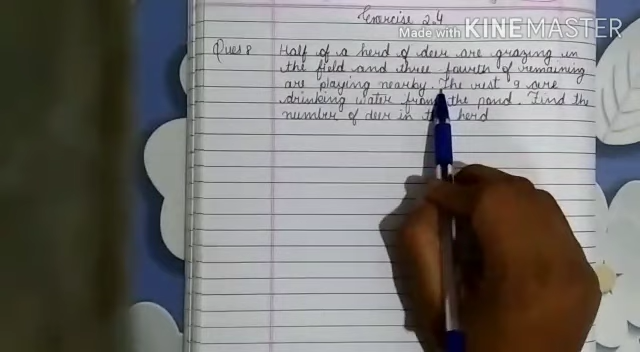 Exercise 2.4
Made with KINEMASTER
Ques 8 Half of a herd of deer are grazing in
the field and three fourth of remaining
are playing nearby. The rest 9 are
drinking water from the pond. Find the
number of deer in the herd